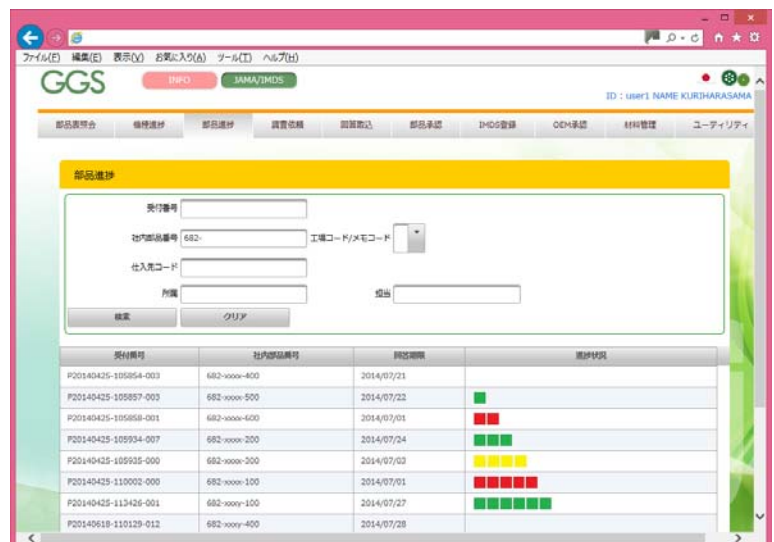 ファイル(F) 編集(E) 表示(V) お気に入り(A) ツール(T) ヘルプ(H)
GGS INFO JAMA/IMDS
ID : user1 NAME KURIHARASAMA
部品表照合 機種進捗 部品進捗 調査依頼 回答取込 部品承認 IMDS登録 OEM承認 材料管理 ユーティリティ
部品進捗
受付番号
社内部品番号 682- 工場コード/メモコード
仕入先コード
所属 担当
検索 クリア
受付番号 社内部品番号 回答期限 進捗状況
P20140425-105854-003 682-xxxx-400 2014/07/21
P20140425-105857-003 682-xxxx-500 2014/07/22
P20140425-105858-001 682-xxxx-600 2014/07/01
P20140425-105934-007 682-xxxx-200 2014/07/24
P20140425-105935-000 682-xxxx-300 2014/07/03
P20140425-110002-000 682-xxxx-100 2014/07/01
P20140425-113426-001 682-xxxy-100 2014/07/27
P20140618-110129-012 682-xxxy-400 2014/07/28